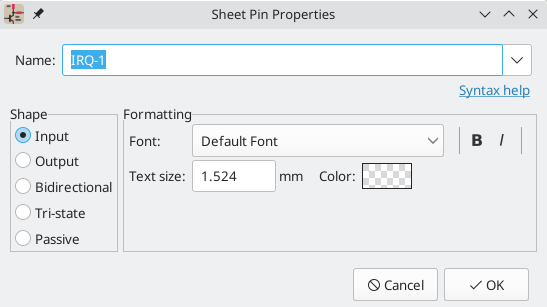 Sheet Pin Properties
Name: IRQ-1
Syntax help
Shape
Input
Output
Bidirectional
Tri-state
Passive
Formatting
Font: Default Font B I
Text size: 1.524 mm Color:
Cancel OK